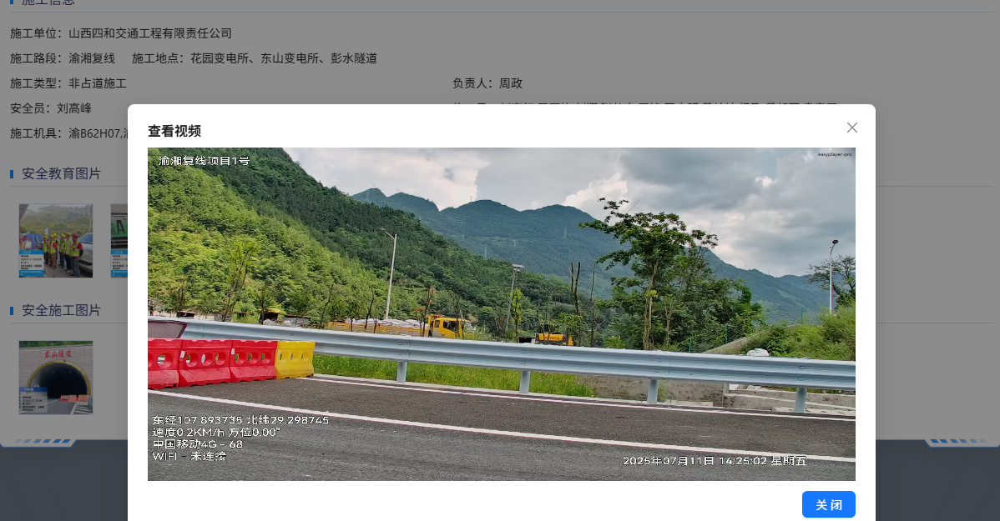 施工信息
施工单位：山西四和交通工程有限责任公司
施工路段：渝湘复线 施工地点：花园变电所、东山变电所、彭水隧道
施工类型：非占道施工 负责人：周政
安全员：刘高峰
施工机具：渝B62H07,
查看视频
安全教育图片
安全施工图片
东山隧道
渝湘复线项目1号
easyplayer-pro
东经107.893735 北纬29.298745
速度0.2KM/h 方位0.00°
中国移动4G - 68
WIFI - 未连接
2025年07月11日 14:25:02 星期五
关 闭